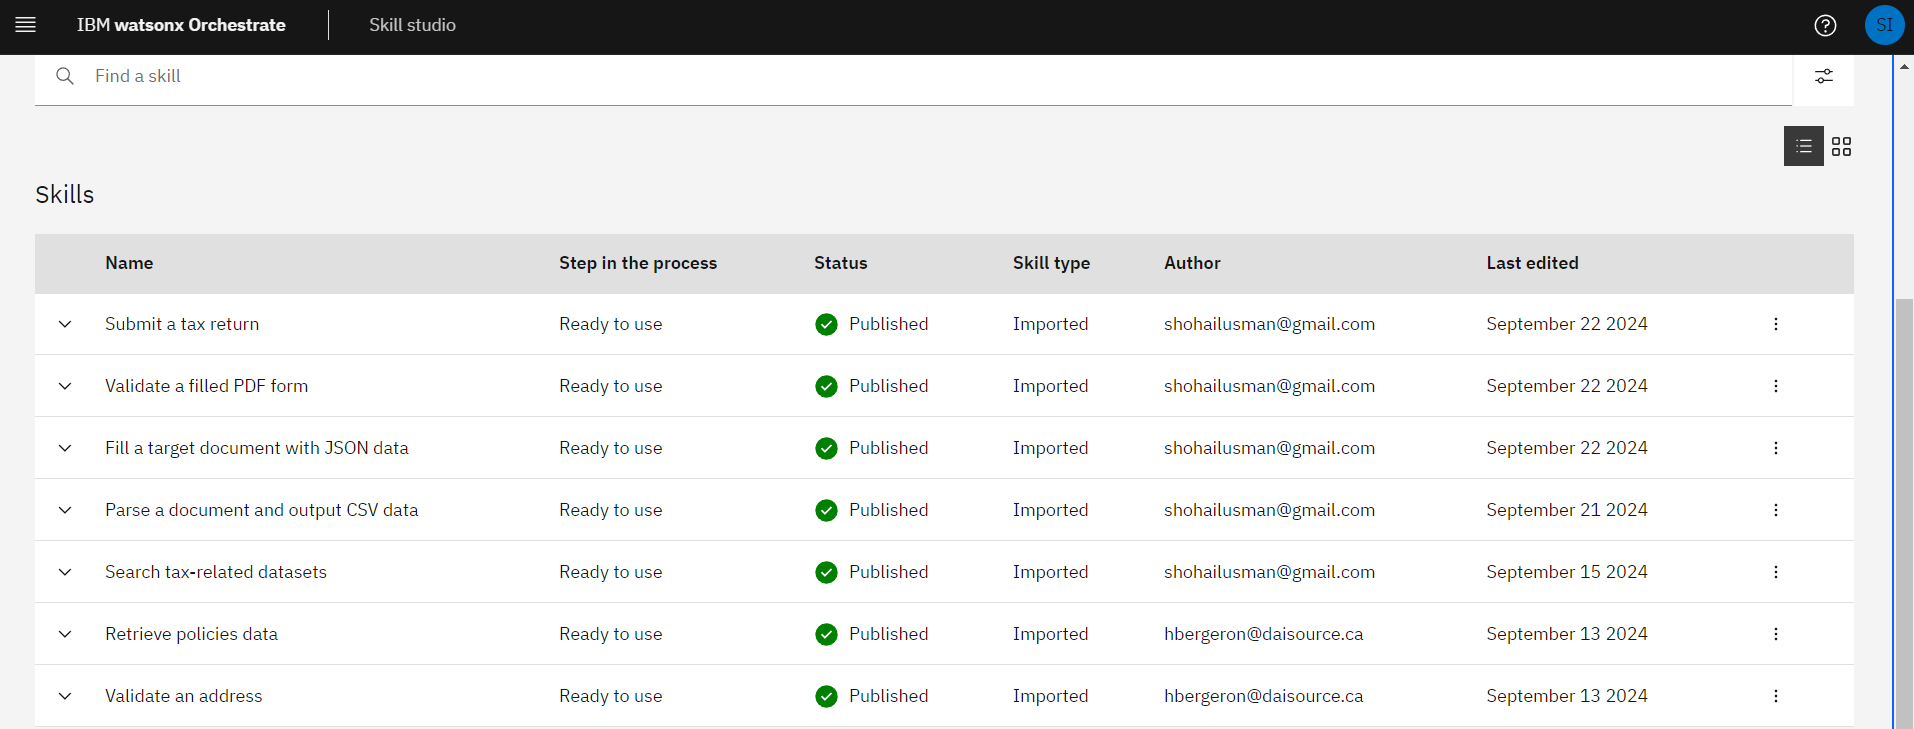 IBM watsonx Orchestrate Skill studio SI
Find a skill
Skills
Name Step in the process Status Skill type Author Last edited
Submit a tax return Ready to use Published Imported shohailusman@gmail.com September 22 2024
Validate a filled PDF form Ready to use Published Imported shohailusman@gmail.com September 22 2024
Fill a target document with JSON data Ready to use Published Imported shohailusman@gmail.com September 22 2024
Parse a document and output CSV data Ready to use Published Imported shohailusman@gmail.com September 21 2024
Search tax-related datasets Ready to use Published Imported shohailusman@gmail.com September 15 2024
Retrieve policies data Ready to use Published Imported hbergeron@daisource.ca September 13 2024
Validate an address Ready to use Published Imported hbergeron@daisource.ca September 13 2024